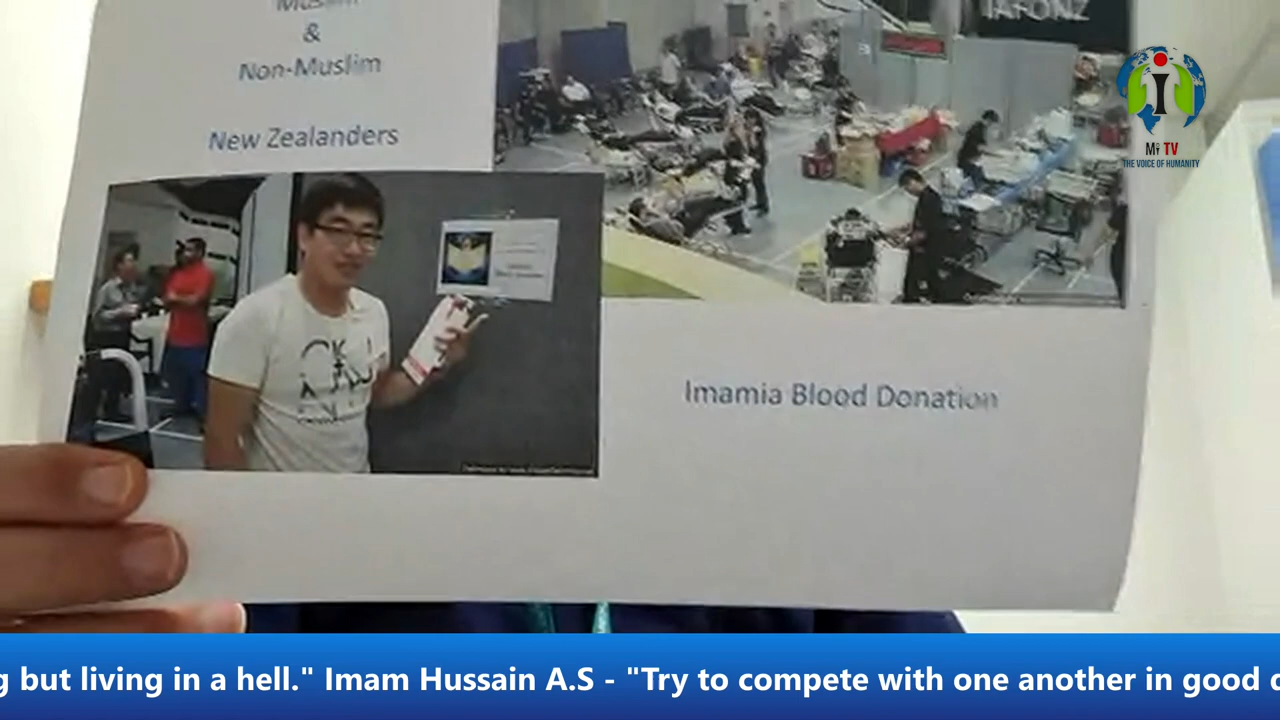 Muslim
&
Non-Muslim
New Zealanders
IAFONZ
Mi TV
THE VOICE OF HUMANITY
Imamia Blood Donation
g but living in a hell." Imam Hussain A.S - "Try to compete with one another in good d